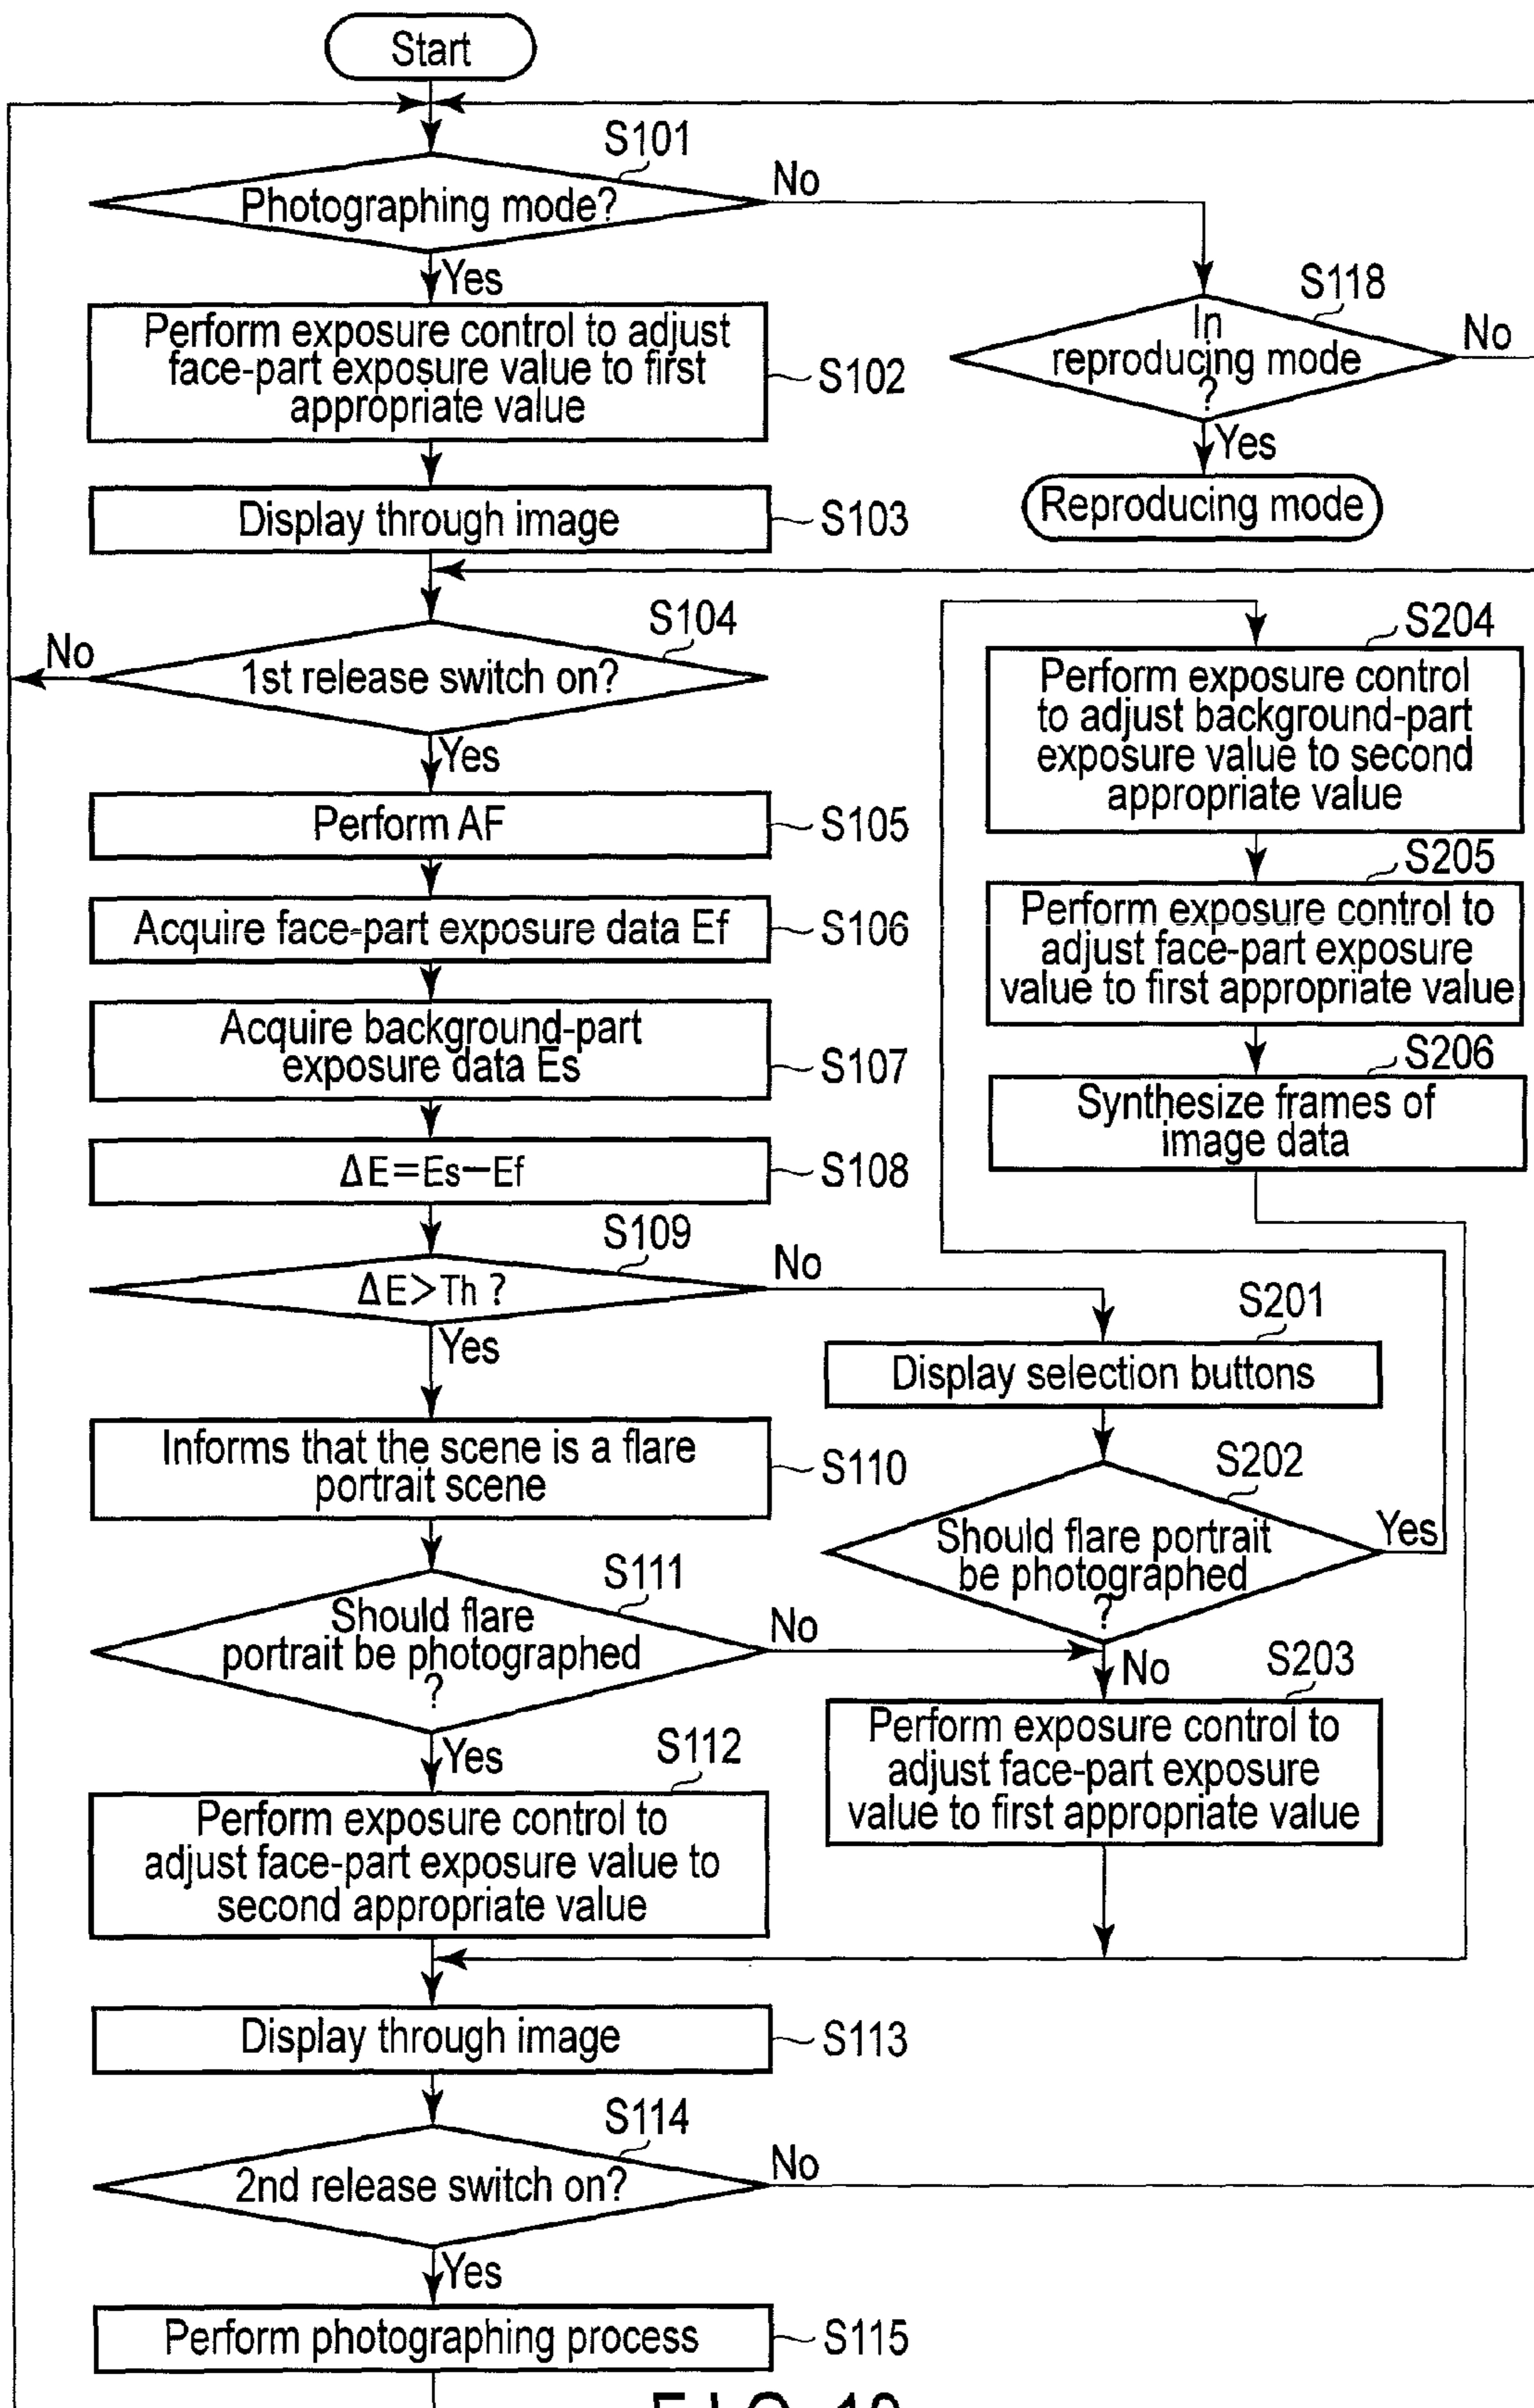 Start
S101
Photographing mode?
No
Yes
Perform exposure control to adjust
face-part exposure value to first
appropriate value
S102
S118
In
reproducing mode
?
No
Yes
Reproducing mode
Display through image
S103
S104
1st release switch on?
No
Yes
Perform AF
S105
Acquire face-part exposure data Ef
S106
Acquire background-part
exposure data Es
S107
ΔE=Es−Ef
S108
S109
ΔE>Th ?
No
Yes
S204
Perform exposure control
to adjust background-part
exposure value to second
appropriate value
S205
Perform exposure control to
adjust face-part exposure
value to first appropriate value
S206
Synthesize frames of
image data
S201
Display selection buttons
S202
Should flare portrait
be photographed
?
Yes
No
Informs that the scene is a flare
portrait scene
S110
S111
Should flare
portrait be photographed
?
No
Yes
S203
Perform exposure control to
adjust face-part exposure
value to first appropriate value
S112
Perform exposure control to
adjust face-part exposure value to
second appropriate value
Display through image
S113
S114
2nd release switch on?
No
Yes
Perform photographing process
S115